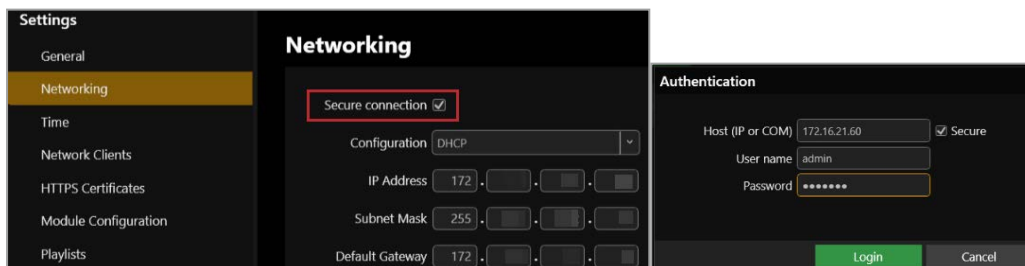 Settings
General
Networking
Time
Network Clients
HTTPS Certificates
Module Configuration
Playlists
Networking
Secure connection
Configuration DHCP
IP Address 172 . . .
Subnet Mask 255 . . .
Default Gateway 172 . . .
Authentication
Host (IP or COM) 172.16.21.60 Secure
User name admin
Password •••••••
Login Cancel